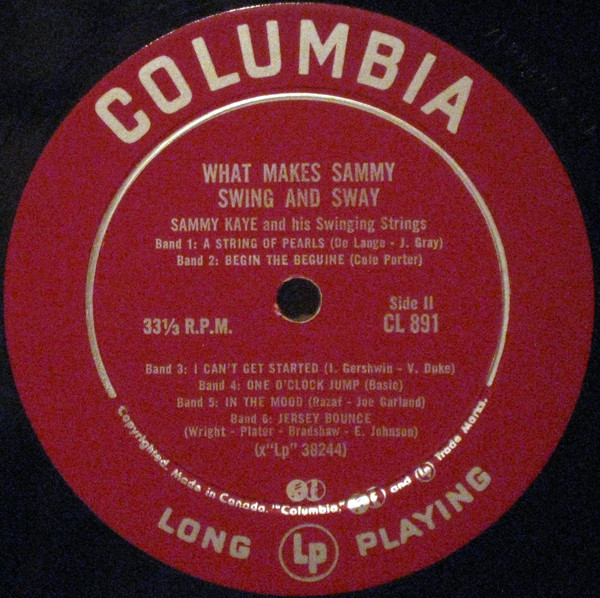 COLUMBIA
WHAT MAKES SAMMY
SWING AND SWAY
SAMMY KAYE and his Swinging Strings
Band 1: A STRING OF PEARLS (De Lange - J. Gray)
Band 2: BEGIN THE BEGUINE (Cole Porter)
33⅓ R.P.M.
Side II
CL 891
Band 3: I CAN'T GET STARTED (I. Gershwin - V. Duke)
Band 4: ONE O'CLOCK JUMP (Basie)
Band 5: IN THE MOOD (Razaf - Joe Garland)
Band 6: JERSEY BOUNCE
(Wright - Plater - Bradshaw - E. Johnson)
(x"Lp" 38244)
Copyrighted. Made in Canada. "Columbia," and Lp Trade Marks.
LONG Lp PLAYING